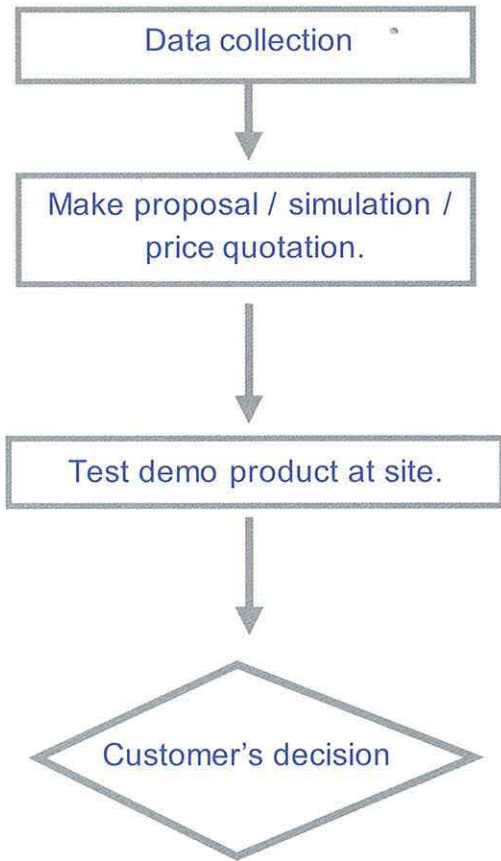 Data collection
Make proposal / simulation /
price quotation.
Test demo product at site.
Customer's decision